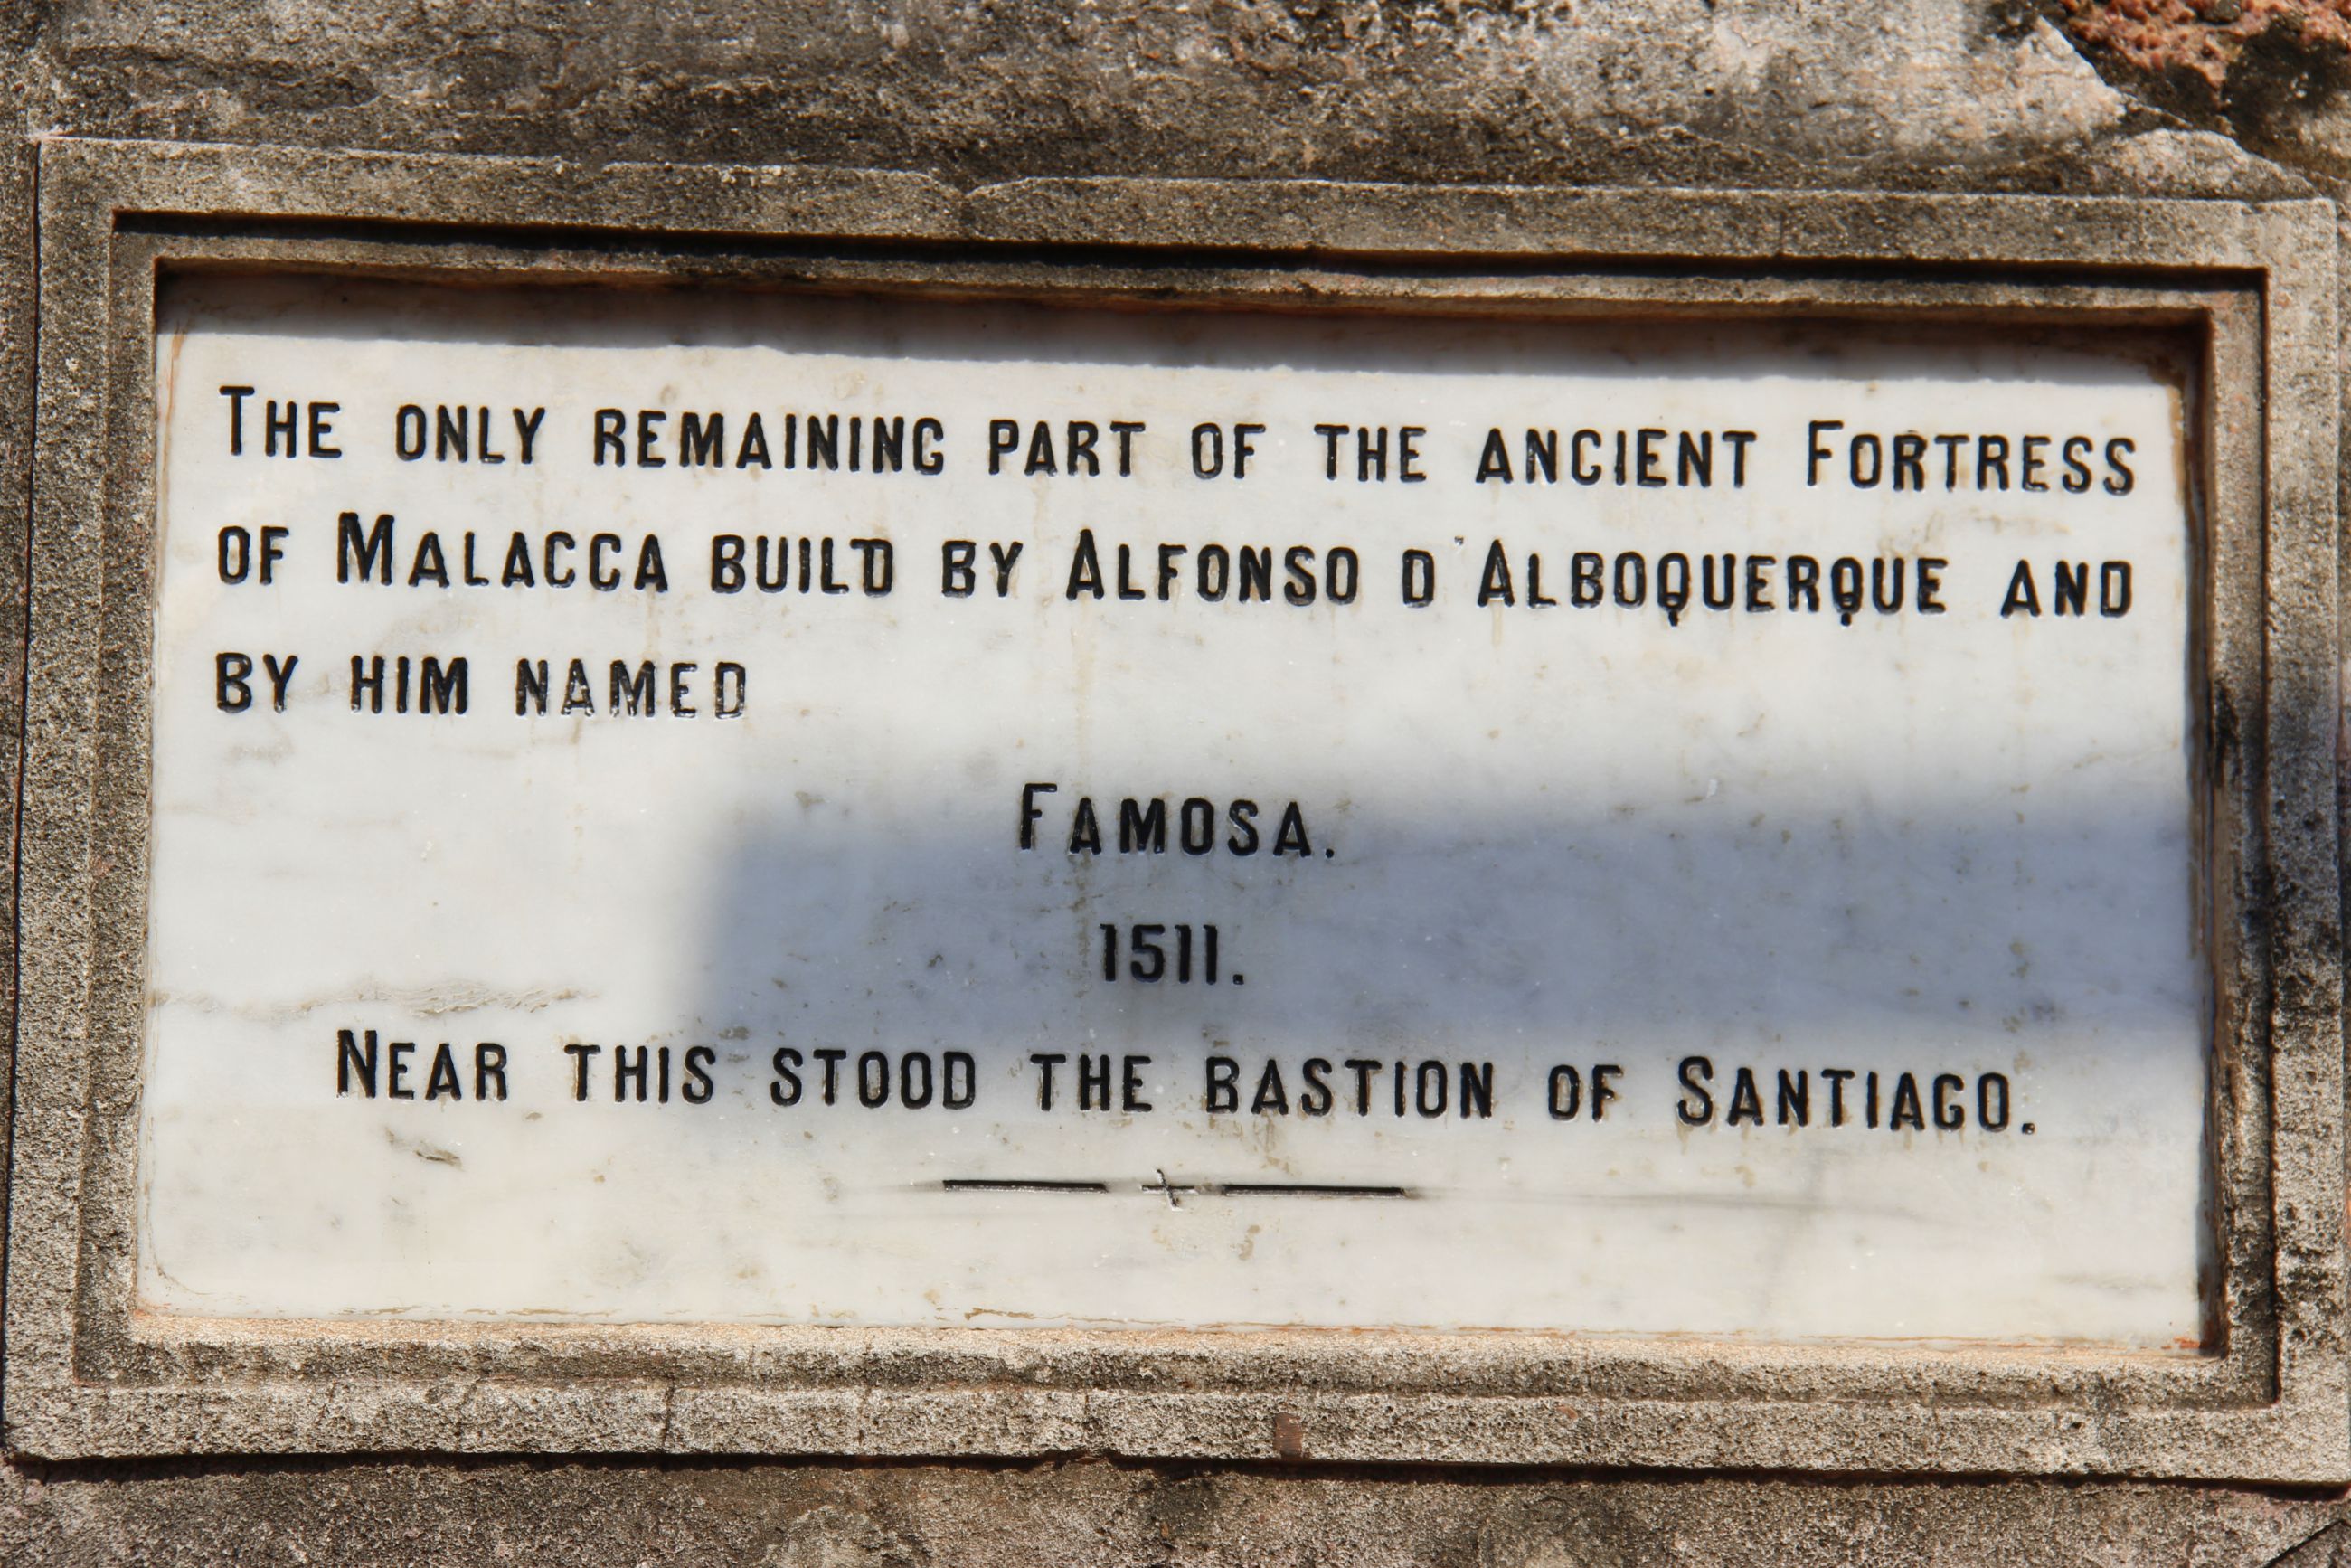 The only remaining part of the ancient Fortress
of Malacca build by Alfonso d'Alboquerque and
by him named
Famosa.
1511.
Near this stood the bastion of Santiago.